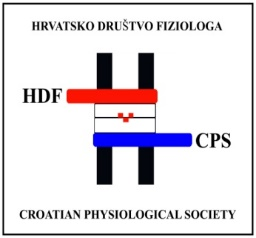 HRVATSKO DRUŠTVO FIZIOLOGA
HDF
CPS
CROATIAN PHYSIOLOGICAL SOCIETY